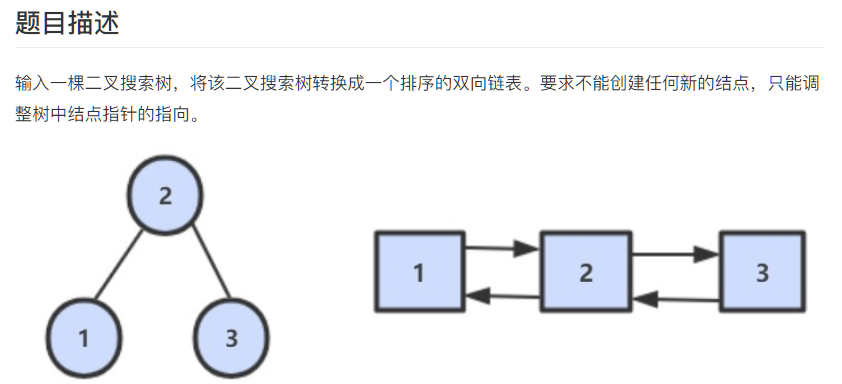 题目描述
输入一棵二叉搜索树，将该二叉搜索树转换成一个排序的双向链表。要求不能创建任何新的结点，只能调
整树中结点指针的指向。
2
1 2 3
1 3